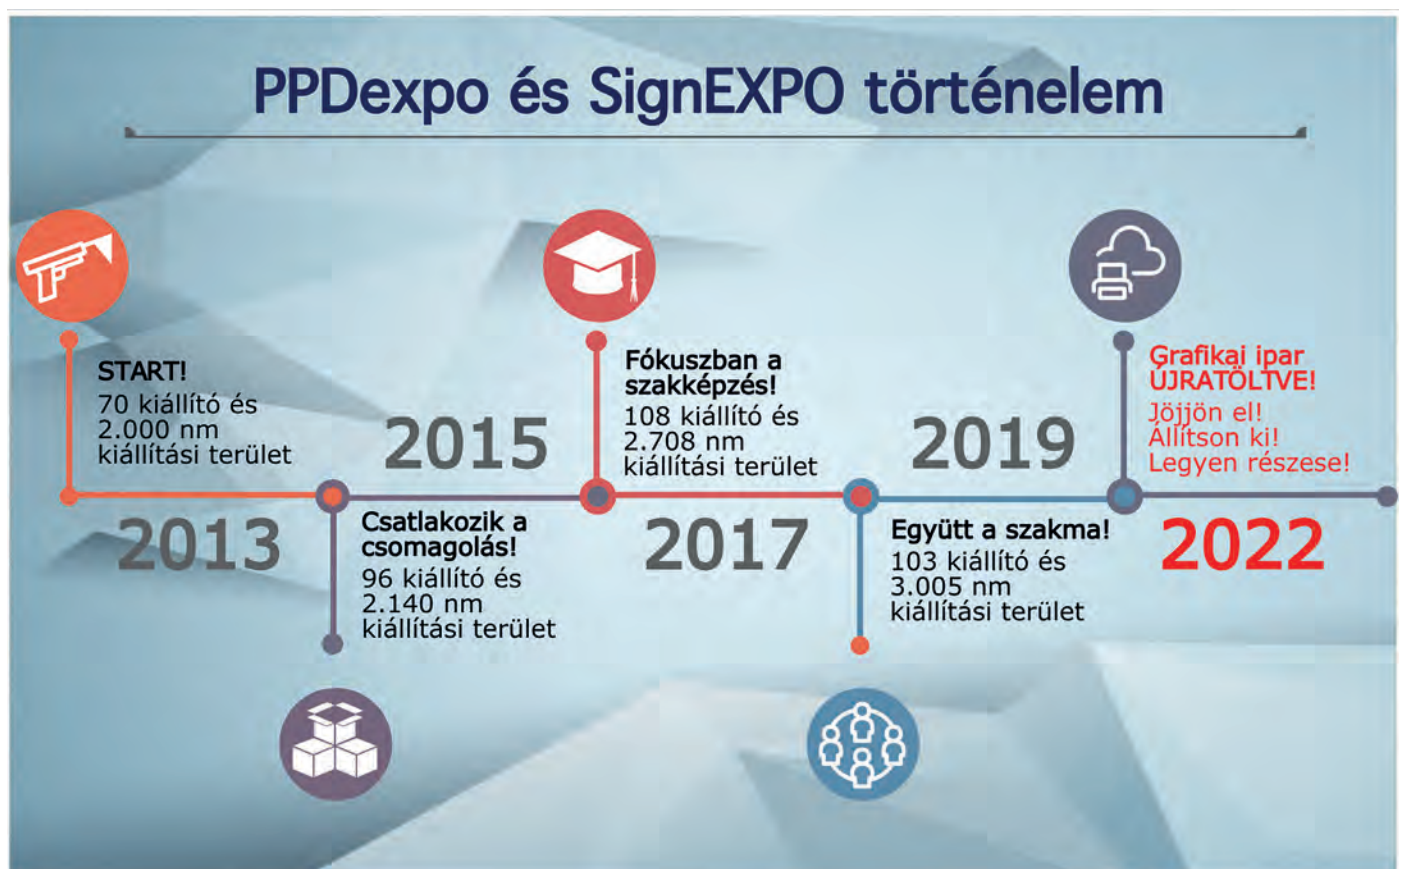 PPDexpo és SignEXPO történelem
START!
70 kiállító és
2.000 nm
kiállítási terület
2013
2015
Csatlakozik a
csomagolás!
96 kiállító és
2.140 nm
kiállítási terület
Fókuszban a
szakképzés!
108 kiállító és
2.708 nm
kiállítási terület
2017
2019
Együtt a szakma!
103 kiállító és
3.005 nm
kiállítási terület
Grafikai ipar
ÚJRATÖLTVE!
Jöjjön el!
Állítson ki!
Legyen részese!
2022